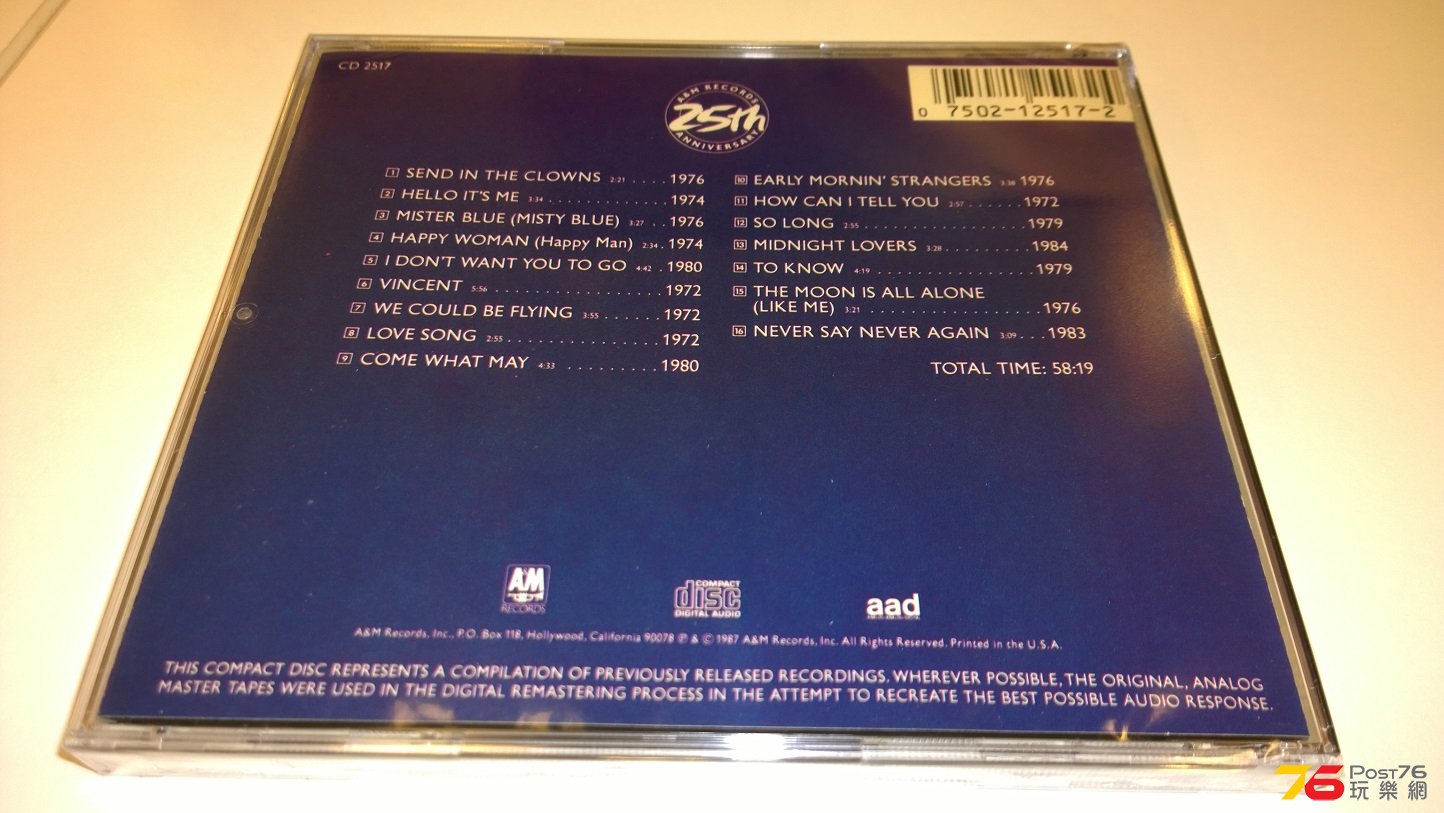 CD 2517
A&M RECORDS
25th
ANNIVERSARY
0 7502-12517-2
1 SEND IN THE CLOWNS 2:21 .... 1976
2 HELLO IT'S ME 3:34 ............ 1974
3 MISTER BLUE (MISTY BLUE) 3:27 .. 1976
4 HAPPY WOMAN (Happy Man) 2:34 . 1974
5 I DON'T WANT YOU TO GO 4:42 . 1980
6 VINCENT 5:56 ................ 1972
7 WE COULD BE FLYING 3:55 ...... 1972
8 LOVE SONG 2:55 ............... 1972
9 COME WHAT MAY 4:33 ......... 1980
10 EARLY MORNIN' STRANGERS 3:38 1976
11 HOW CAN I TELL YOU 2:57 ...... 1972
12 SO LONG 2:55 ................ 1979
13 MIDNIGHT LOVERS 3:28 ......... 1984
14 TO KNOW 4:19 ................ 1979
15 THE MOON IS ALL ALONE
(LIKE ME) 3:21 ................ 1976
16 NEVER SAY NEVER AGAIN 3:09 ... 1983
TOTAL TIME: 58:19
A&M
RECORDS
COMPACT
disc
DIGITAL AUDIO
aad
A&M Records, Inc., P.O. Box 118, Hollywood, California 90078 ℗ & © 1987 A&M Records, Inc. All Rights Reserved. Printed in the U.S.A.
THIS COMPACT DISC REPRESENTS A COMPILATION OF PREVIOUSLY RELEASED RECORDINGS. WHEREVER POSSIBLE, THE ORIGINAL, ANALOG
MASTER TAPES WERE USED IN THE DIGITAL REMASTERING PROCESS IN THE ATTEMPT TO RECREATE THE BEST POSSIBLE AUDIO RESPONSE.
76 POST76
玩樂網